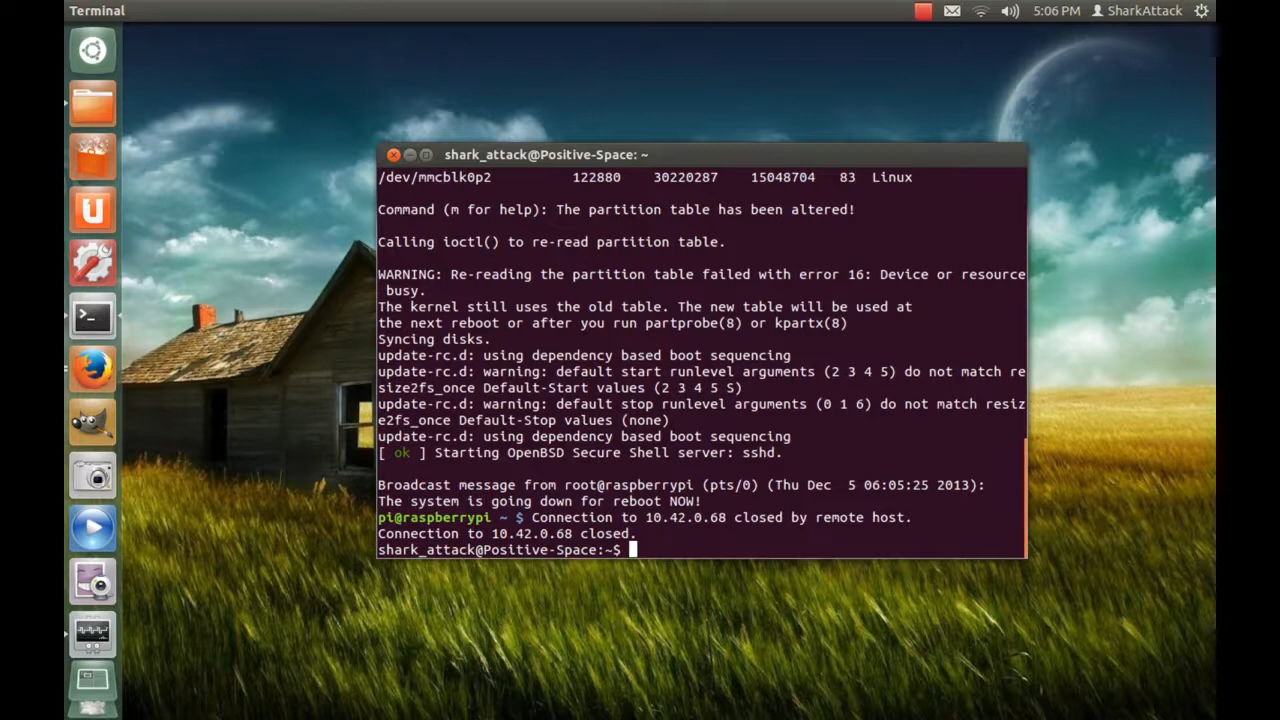 Terminal
5:06 PM SharkAttack
shark_attack@Positive-Space: ~
/dev/mmcblk0p2 122880 30220287 15048704 83 Linux
Command (m for help): The partition table has been altered!
Calling ioctl() to re-read partition table.
WARNING: Re-reading the partition table failed with error 16: Device or resource
busy.
The kernel still uses the old table. The new table will be used at
the next reboot or after you run partprobe(8) or kpartx(8)
Syncing disks.
update-rc.d: using dependency based boot sequencing
update-rc.d: warning: default start runlevel arguments (2 3 4 5) do not match re
size2fs_once Default-Start values (2 3 4 5 S)
update-rc.d: warning: default stop runlevel arguments (0 1 6) do not match resiz
e2fs_once Default-Stop values (none)
update-rc.d: using dependency based boot sequencing
[ ok ] Starting OpenBSD Secure Shell server: sshd.
Broadcast message from root@raspberrypi (pts/0) (Thu Dec  5 06:05:25 2013):
The system is going down for reboot NOW!
pi@raspberrypi ~ $ Connection to 10.42.0.68 closed by remote host.
Connection to 10.42.0.68 closed.
shark_attack@Positive-Space:~$